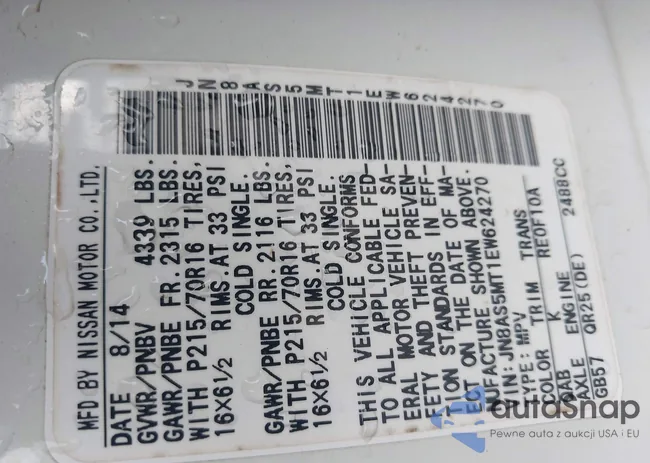 JN8AS5MT1EW624270
MFD BY NISSAN MOTOR CO.,LTD.
DATE 8/14
GVWR/PNBV 4339 LBS.
GAWR/PNBE FR. 2315 LBS.
WITH P215/70R16 TIRES,
16X6½ RIMS. AT 33 PSI
COLD SINGLE.
GAWR/PNBE RR. 2116 LBS.
WITH P215/70R16 TIRES,
16X6½ RIMS. AT 33 PSI
COLD SINGLE.
THIS VEHICLE CONFORMS
TO ALL APPLICABLE FED-
ERAL MOTOR VEHICLE SA-
FETY AND THEFT PREVEN-
TION STANDARDS IN EFF-
ECT ON THE DATE OF MA-
NUFACTURE SHOWN ABOVE.
VIN: JN8AS5MT1EW624270
TYPE: MPV
COLOR TRIM TRANS
QAB K RE0F10A
AXLE ENGINE
GB57 QR25(DE) 2488CC
autosnap
Pewne auta z aukcji USA i EU